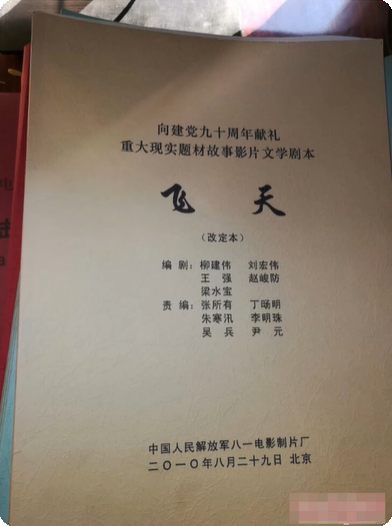 向建党九十周年献礼
重大现实题材故事影片文学剧本
飞天
(改定本)
编 剧:柳建伟 刘宏伟
王 强 赵峻防
梁水宝
责 编:张所有 丁旸明
朱寒汛 李明珠
吴 兵 尹 元
中国人民解放军八一电影制片厂
二〇一〇年八月二十九日 北京